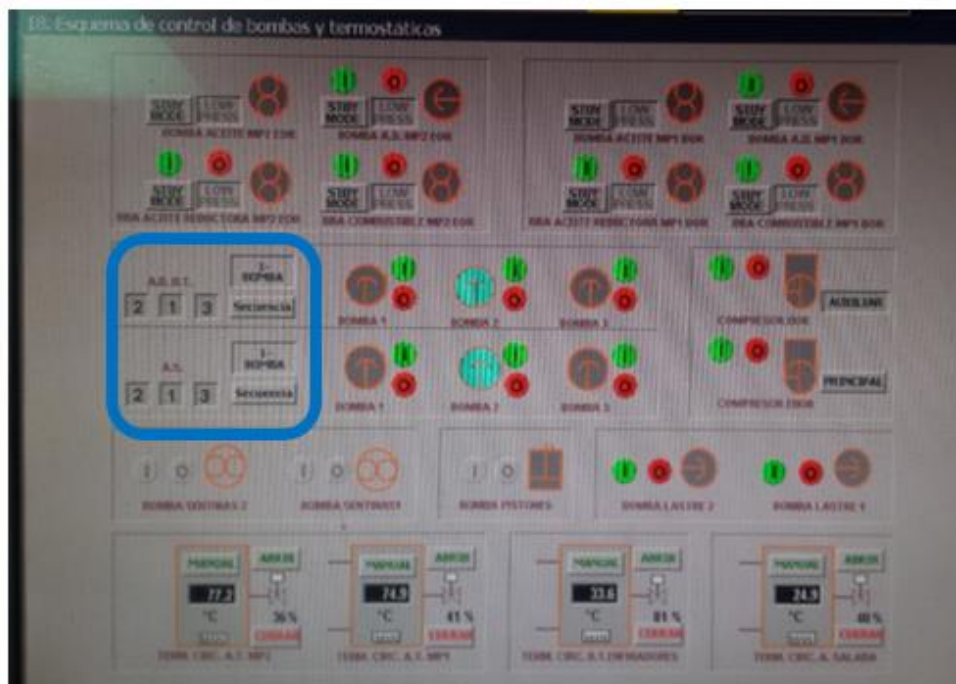 18. Esquema de control de bombas y termostáticas
STBY MODE LOW PRESS
BOMBA ACEITE MP2 EOR
STBY MODE LOW PRESS
BOMBA A.D. MP2 EOR
STBY MODE LOW PRESS
BOMBA ACEITE MP1 BOR
STBY MODE LOW PRESS
BOMBA A.D. MP1 BOR
STBY MODE LOW PRESS
BBA ACEITE REDUCTORA MP2 EOR
STBY MODE LOW PRESS
BBA COMBUSTIBLE MP2 EOR
STBY MODE LOW PRESS
BBA ACEITE REDUCTORA MP1 BOR
STBY MODE LOW PRESS
BBA COMBUSTIBLE MP1 BOR
1-
BOMBA
2 1 3 Secuencia
BOMBA 1
BOMBA 2
BOMBA 3
COMPRESOR
AUXILIAR
A.S.
1-
BOMBA
2 1 3 Secuencia
BOMBA 1
BOMBA 2
BOMBA 3
COMPRESOR
PRINCIPAL
BOMBA SENTINAS 2
BOMBA SENTINAS 1
BOMBA PISTONES
BOMBA LASTRE 2
BOMBA LASTRE 1
MANUAL ABRIR
77.2
°C 36 %
CERRAR
TERM. CIRC. A.T. MP2
MANUAL ABRIR
74.9
°C 41 %
CERRAR
TERM. CIRC. A.T. MP1
MANUAL ABRIR
33.6
°C 81 %
CERRAR
TERM. CIRC. A.T. ENFRIADORES
MANUAL ABRIR
24.9
°C 40 %
CERRAR
TERM. CIRC. A. SALADA